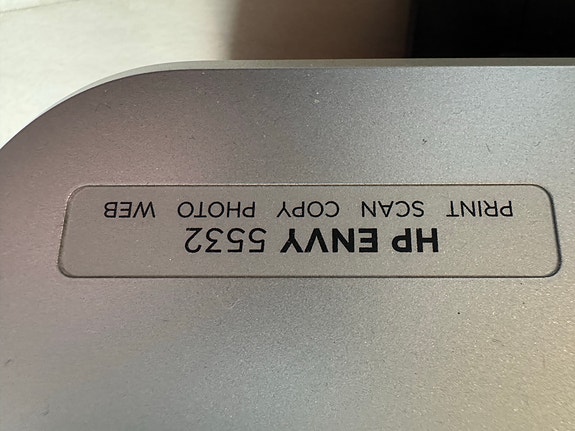 HP ENVY 5532
PRINT SCAN COPY PHOTO WEB